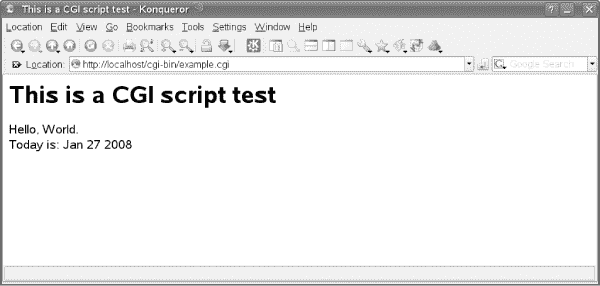 This is a CGI script test - Konqueror
Location Edit View Go Bookmarks Tools Settings Window Help
Location: http://localhost/cgi-bin/example.cgi Google Search
This is a CGI script test
Hello, World.
Today is: Jan 27 2008